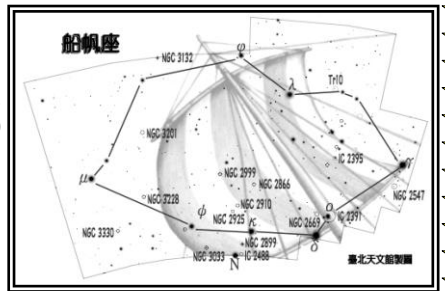 船帆座
NGC 3132
φ
λ
Tr10
NGC 3201
IC 2395
γ
μ
NGC 2999
NGC 2866
NGC 2547
NGC 3228
NGC 2910
ο
ψ
NGC 2925
κ
NGC 2669
IC 2391
NGC 3330
δ
NGC 2899
NGC 3033
N
IC 2488
臺北天文館製圖